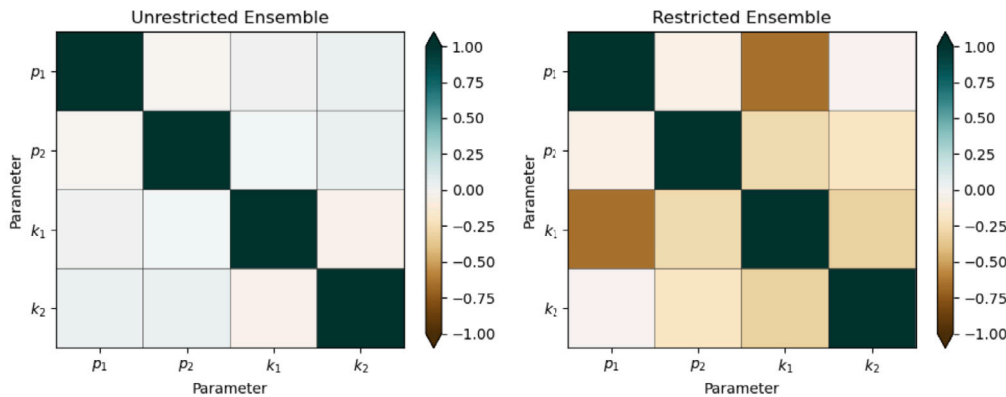 Unrestricted Ensemble
Restricted Ensemble
Parameter
p₁
p₂
k₁
k₂
p₁
p₂
k₁
k₂
Parameter
1.00
0.75
0.50
0.25
0.00
−0.25
−0.50
−0.75
−1.00
Parameter
p₁
p₂
k₁
k₂
p₁
p₂
k₁
k₂
Parameter
1.00
0.75
0.50
0.25
0.00
−0.25
−0.50
−0.75
−1.00